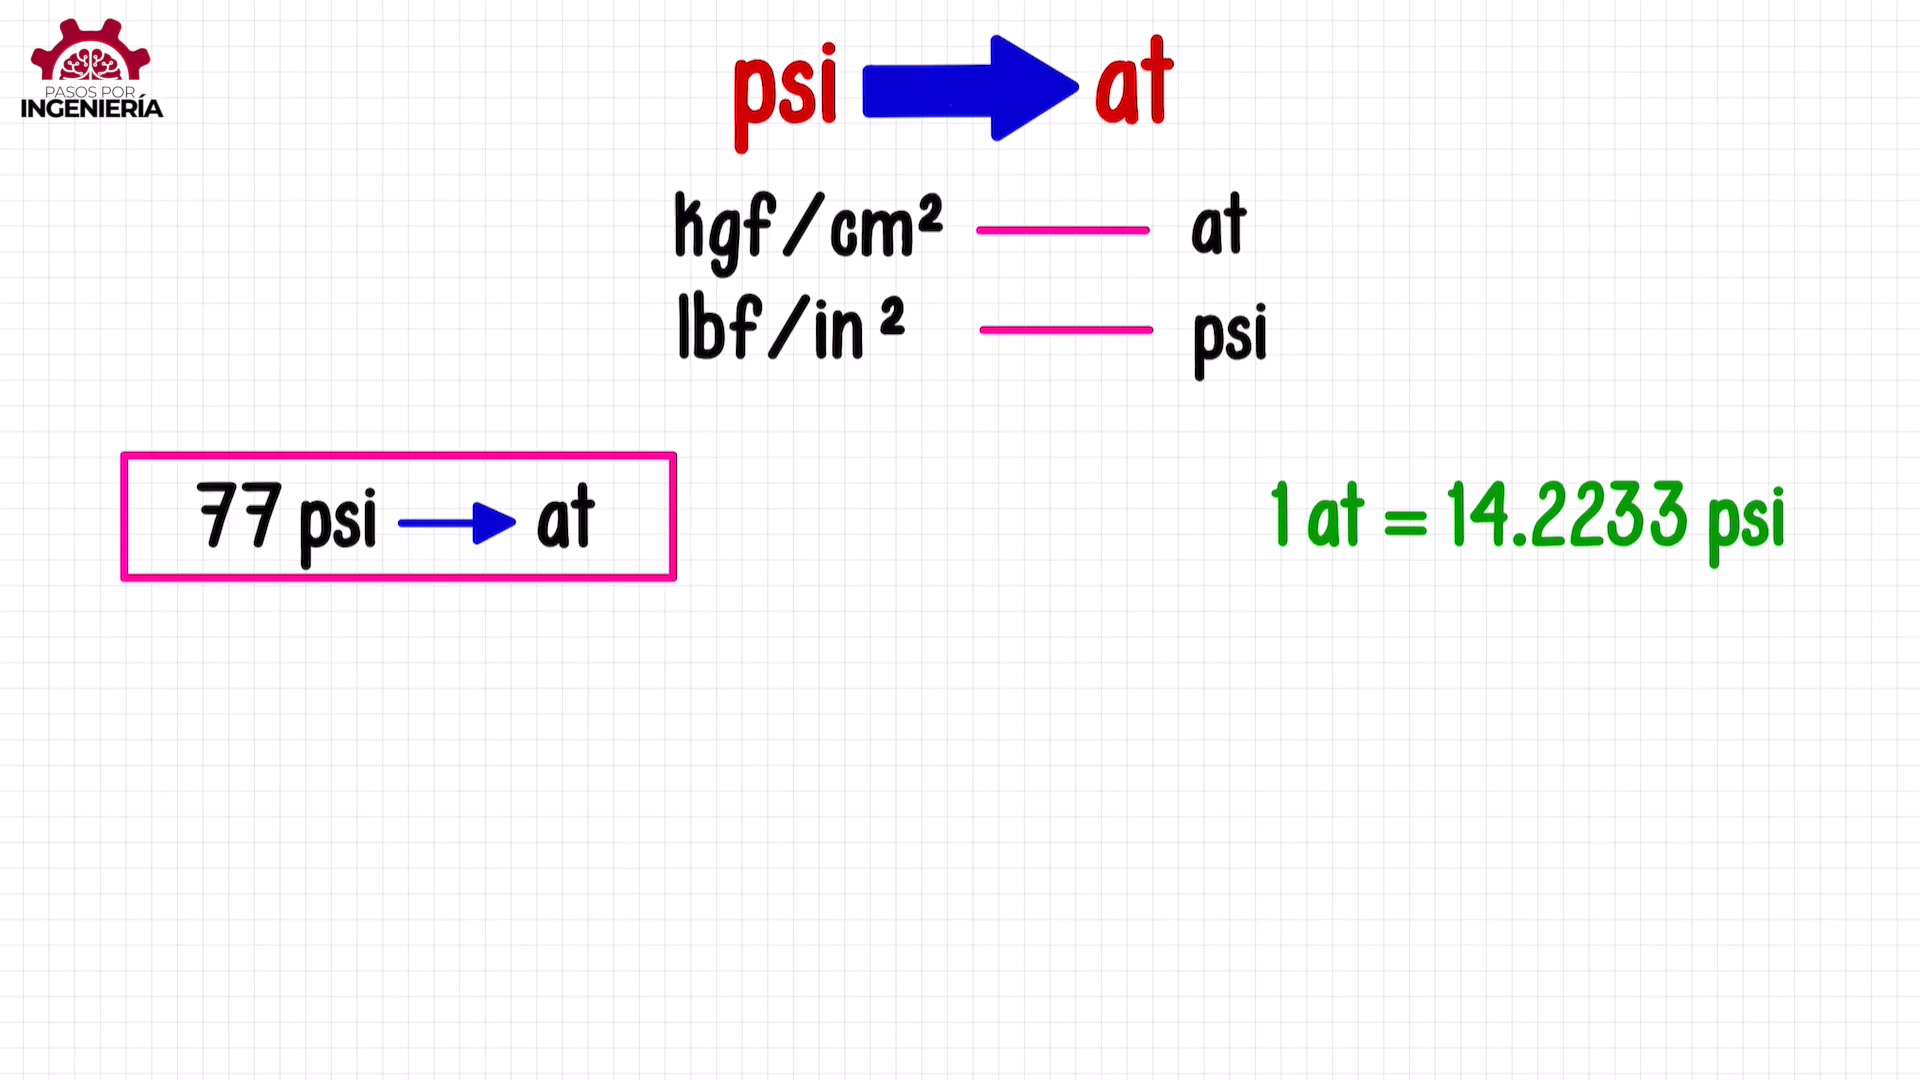 PASOS POR
INGENIERÍA
psi at
kgf/cm² at
lbf/in² psi
77 psi at
1 at = 14.2233 psi